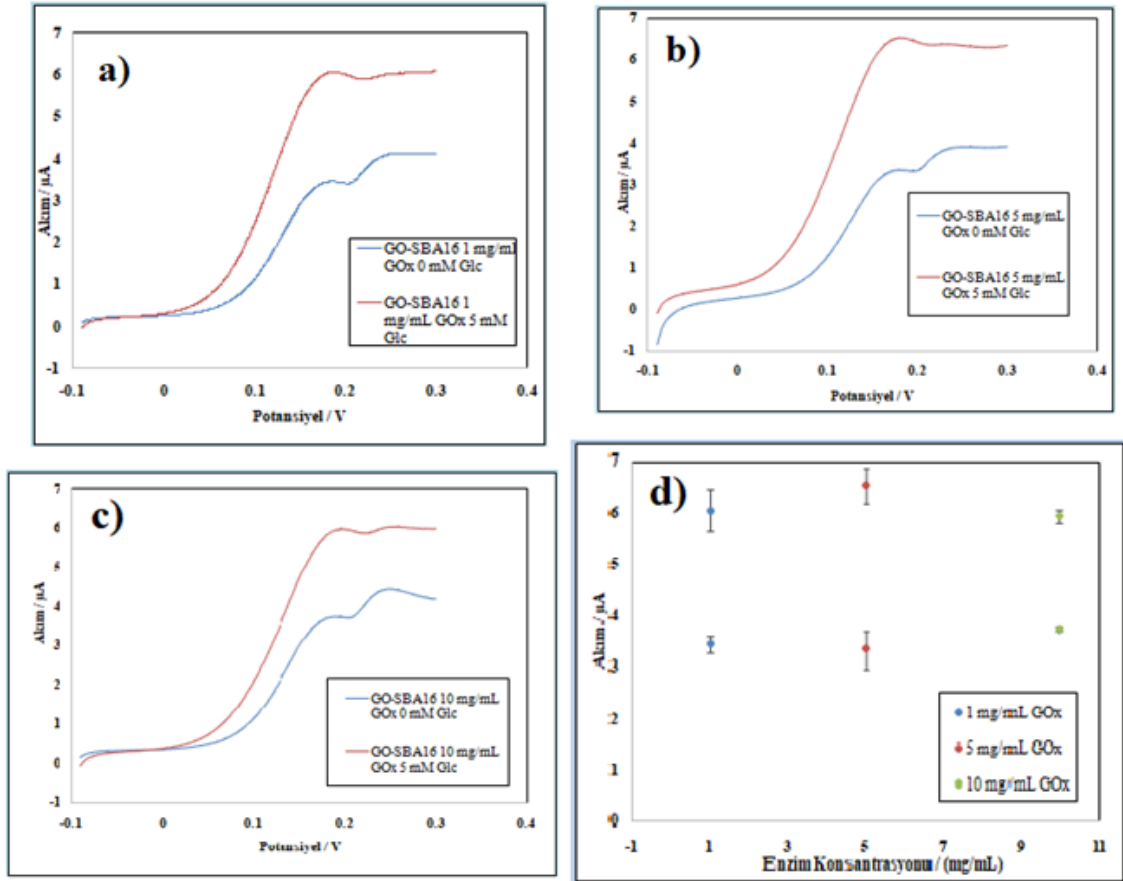 a)
7
6
5
4
3
2
1
0
-1
Akım / µA
-0.1
0
0.1
0.2
0.3
0.4
Potansiyel / V
GO-SBA16 1 mg/mL
GOx 0 mM Glc
GO-SBA16 1
mg/mL GOx 5 mM
Glc
b)
7
6
5
4
3
2
1
0
-1
Akım / µA
-0.1
0
0.1
0.2
0.3
0.4
Potansiyel / V
GO-SBA16 5 mg/mL
GOx 0 mM Glc
GO-SBA16 5 mg/mL
GOx 5 mM Glc
c)
7
6
5
4
3
2
1
0
-1
Akım / µA
-0.1
0
0.1
0.2
0.3
0.4
Potansiyel / V
GO-SBA16 10 mg/mL
GOx 0 mM Glc
GO-SBA16 10 mg/mL
GOx 5 mM Glc
d)
7
6
5
4
3
2
1
0
Akım / µA
-1
1
3
5
7
9
11
Enzim Konsantrasyonu / (mg/mL)
1 mg/mL GOx
5 mg/mL GOx
10 mg/mL GOx